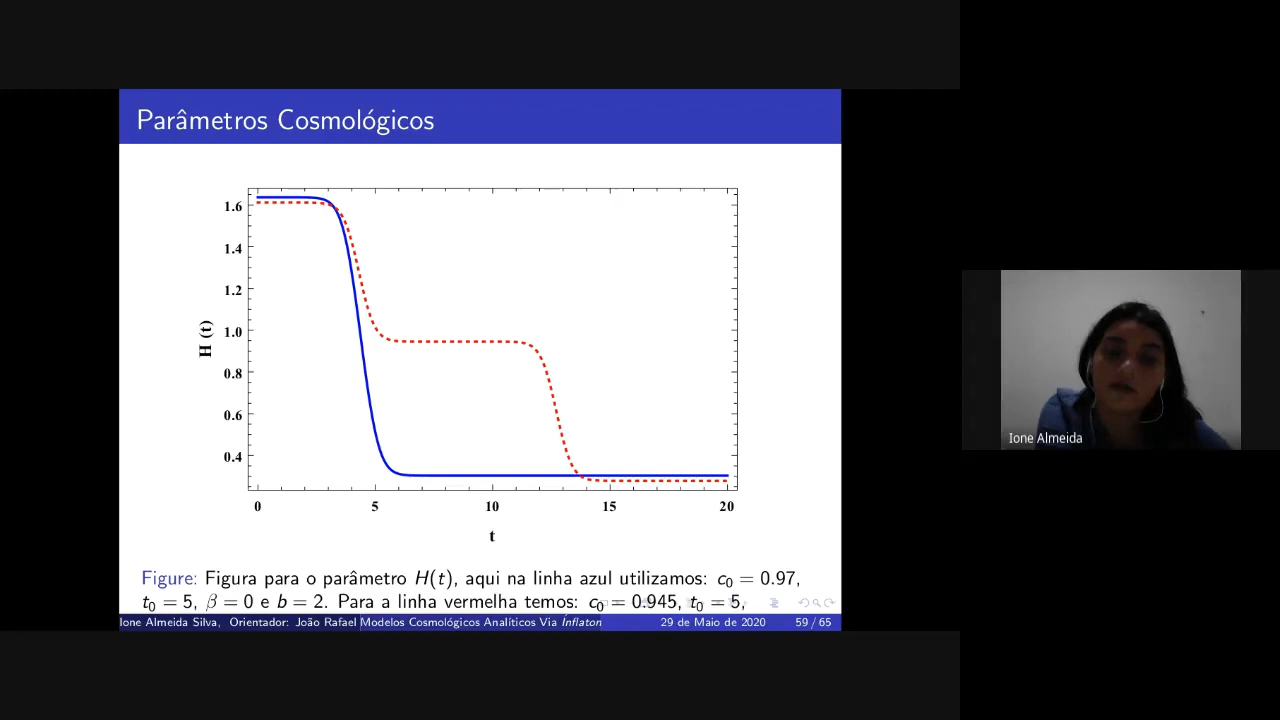 Parâmetros Cosmológicos
1.6
1.4
1.2
1.0
0.8
0.6
0.4
H (t)
0 5 10 15 20
t
Figure: Figura para o parâmetro H(t), aqui na linha azul utilizamos: c₀ = 0.97,
t₀ = 5, β = 0 e b = 2. Para a linha vermelha temos: c₀ = 0.945, t₀ = 5,
Ione Almeida Silva, Orientador: João Rafael Modelos Cosmológicos Analíticos Via Inflaton 29 de Maio de 2020 59 / 65
Ione Almeida